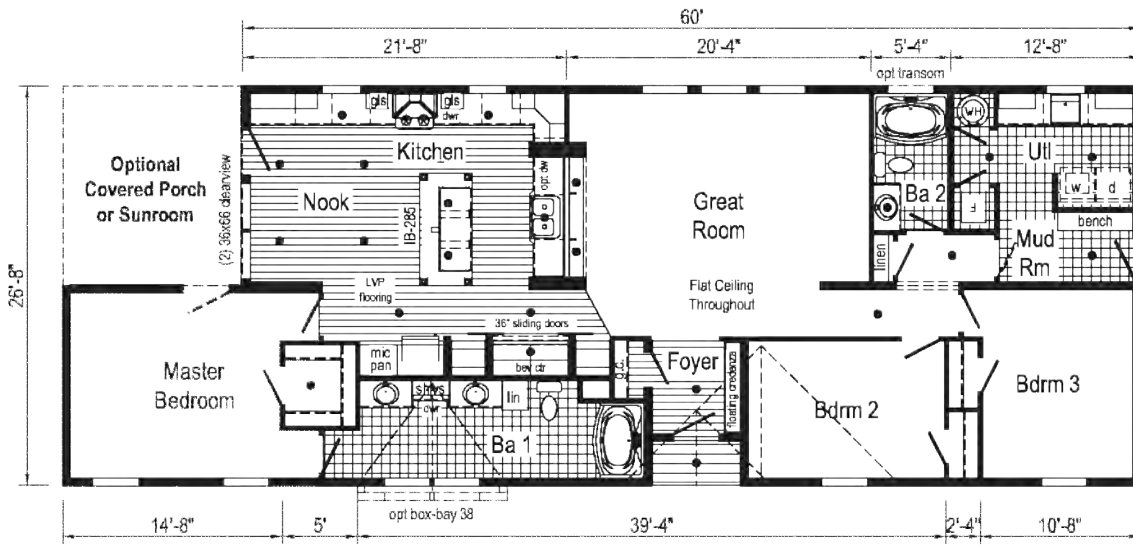 60'
21'-8"
20'-4"
5'-4"
12'-8"
opt transom
26'-8"
Optional
Covered Porch
or Sunroom
(2) 36x66 clearview
gls
gls
dwr
Kitchen
Nook
IB-285
opt dw
LVP
flooring
36" sliding doors
Great
Room
Flat Ceiling
Throughout
Ba 2
linen
WH
Utl
F
w
d
bench
Mud
Rm
Master
Bedroom
mic
pan
bev ctr
g.c.
Foyer
floating credenza
shvs
dwr
lin
Ba 1
Bdrm 2
Bdrm 3
opt box-bay 38
14'-8"
5'
39'-4"
2'-4"
10'-8"